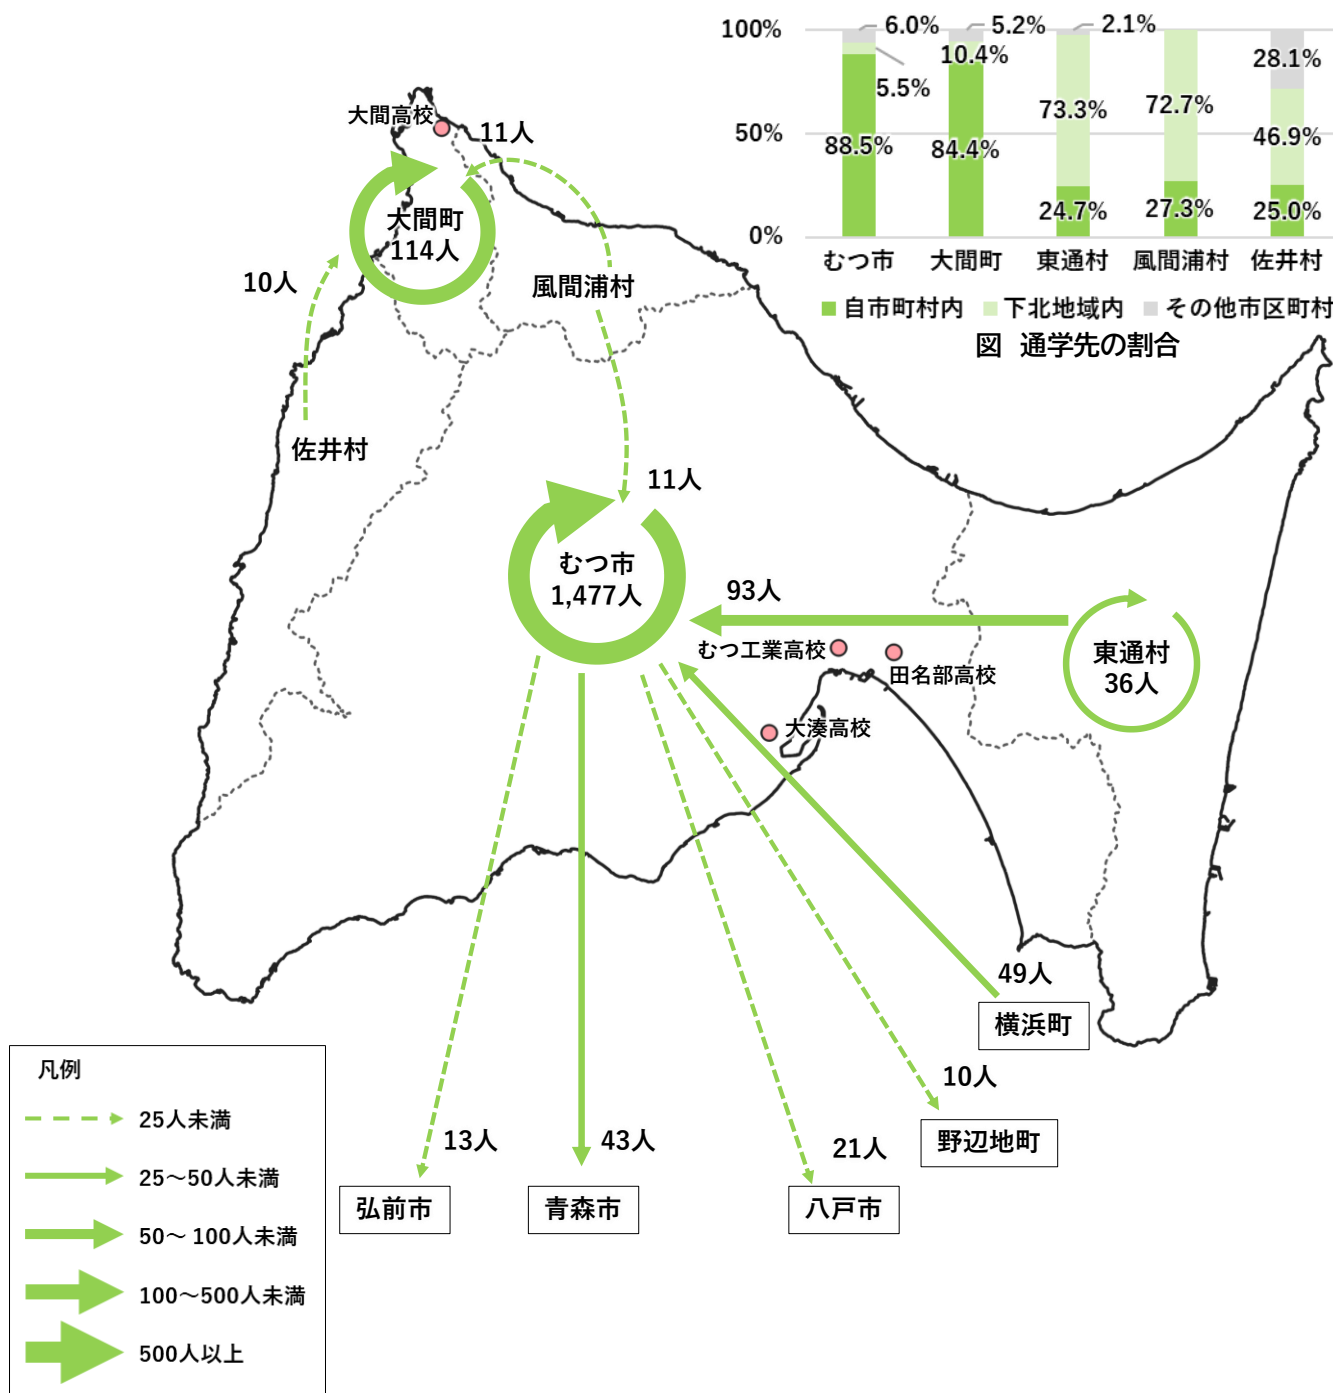 100%
50%
0%
6.0%
5.5%
88.5%
5.2%
10.4%
84.4%
2.1%
73.3%
24.7%
72.7%
27.3%
28.1%
46.9%
25.0%
むつ市 大間町 東通村 風間浦村 佐井村
自市町村内 下北地域内 その他市区町村
図 通学先の割合
大間高校
11人
大間町
114人
10人
風間浦村
佐井村
11人
むつ市
1,477人
93人
むつ工業高校
田名部高校
東通村
36人
大湊高校
49人
横浜町
10人
野辺地町
13人
43人
21人
弘前市
青森市
八戸市
凡例
25人未満
25～50人未満
50～ 100人未満
100～500人未満
500人以上